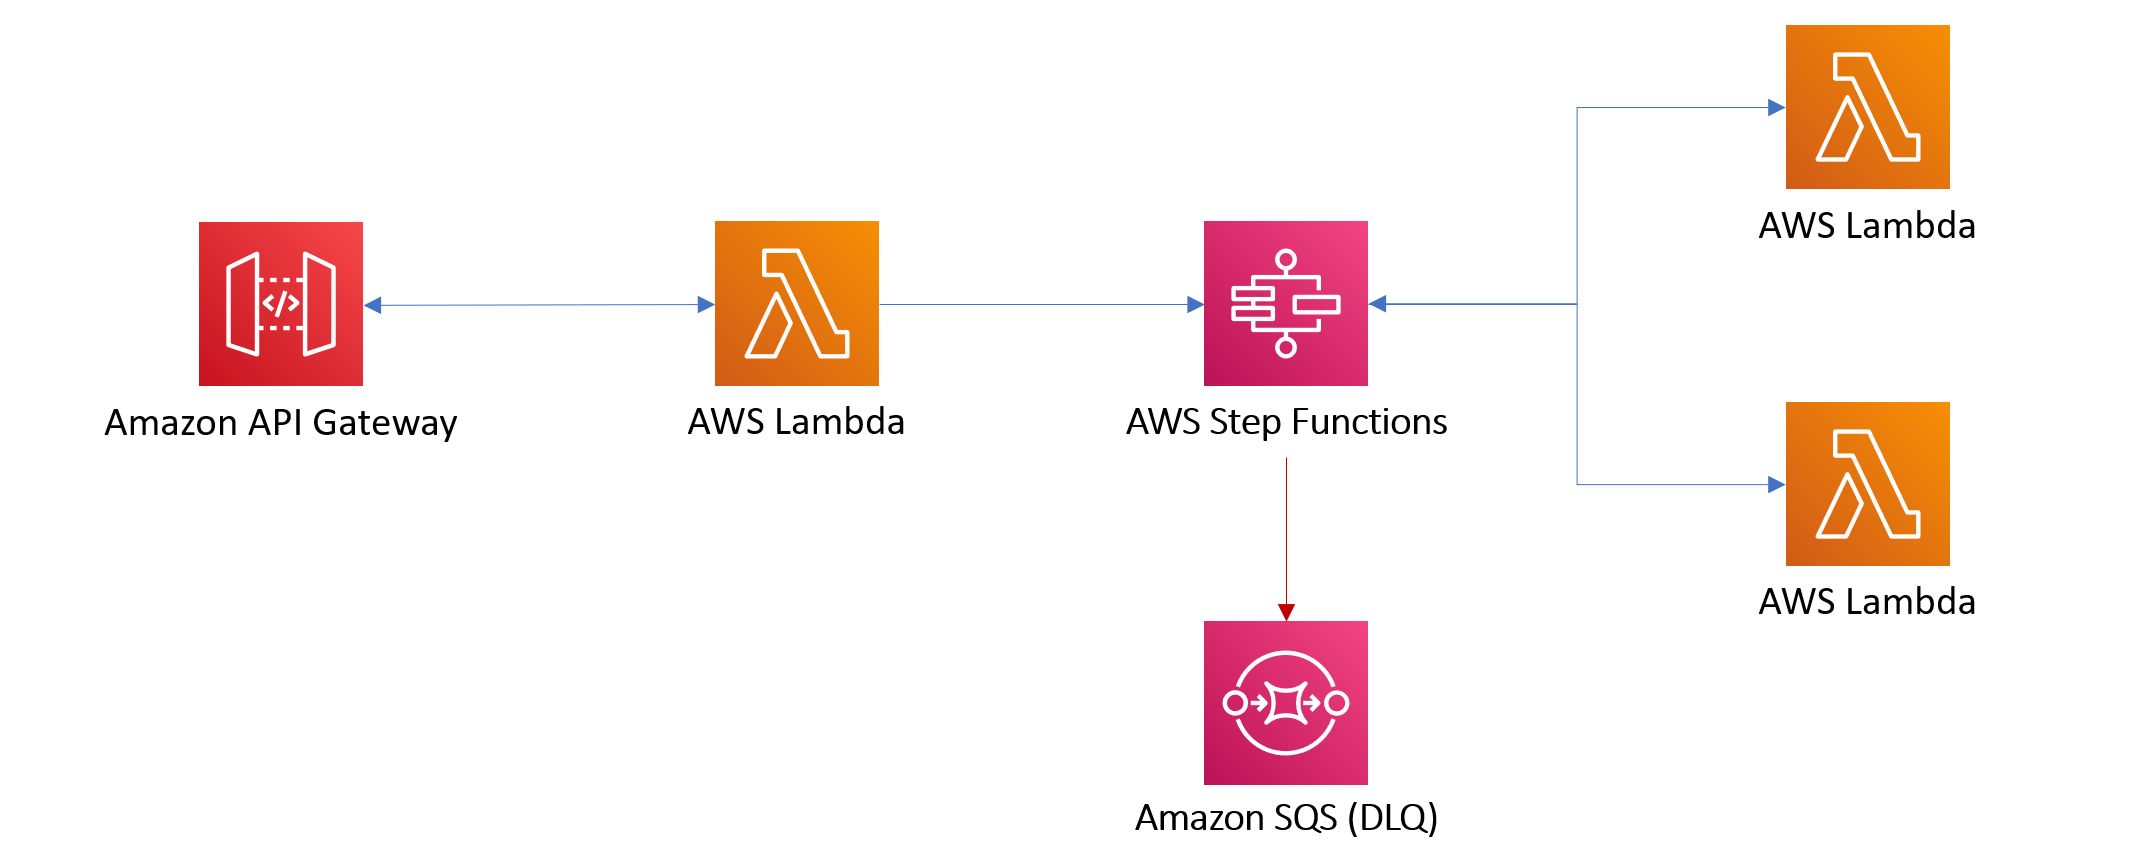 AWS Lambda
Amazon API Gateway
AWS Lambda
AWS Step Functions
AWS Lambda
Amazon SQS (DLQ)